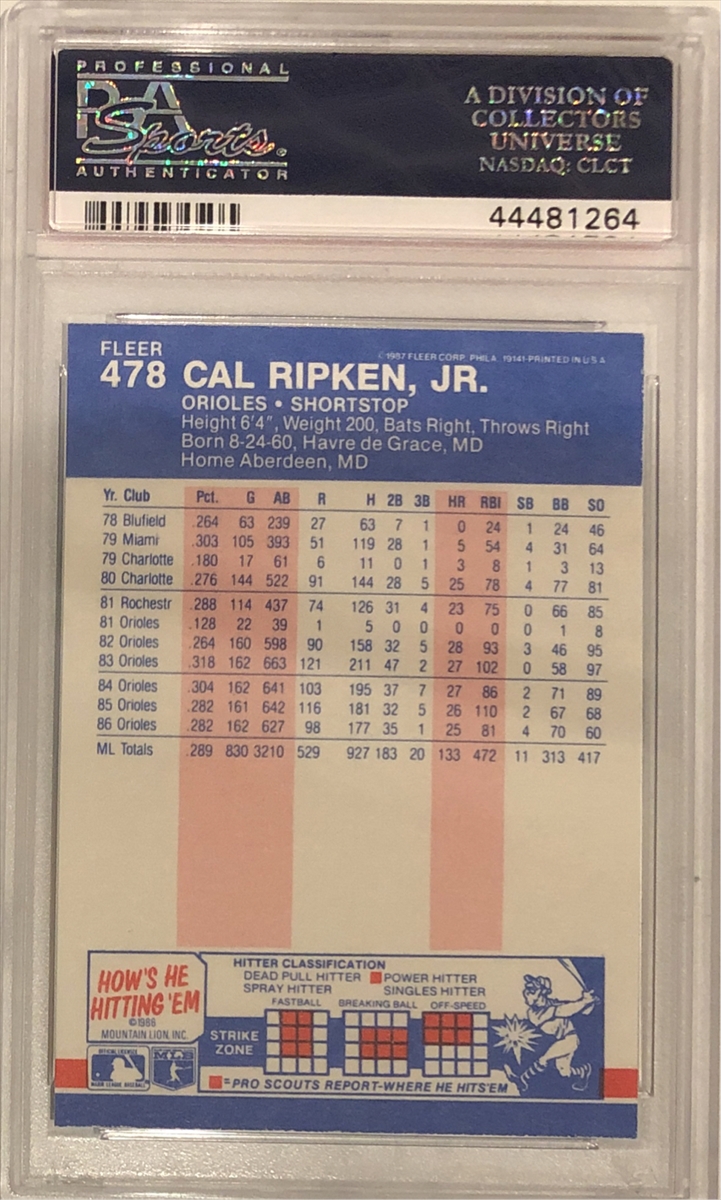 PROFESSIONAL
PSA
Sports.
AUTHENTICATOR
A DIVISION OF
COLLECTORS
UNIVERSE
NASDAQ: CLCT
44481264
FLEER
©1987 FLEER CORP. PHILA. 19141-PRINTED IN U.S.A.
478 CAL RIPKEN, JR.
ORIOLES • SHORTSTOP
Height 6'4", Weight 200, Bats Right, Throws Right
Born 8-24-60, Havre de Grace, MD
Home Aberdeen, MD
Yr. Club Pct. G AB R H 2B 3B HR RBI SB BB SO
78 Blufield .264 63 239 27 63 7 1 0 24 1 24 46
79 Miami .303 105 393 51 119 28 1 5 54 4 31 64
79 Charlotte .180 17 61 6 11 0 1 3 8 1 3 13
80 Charlotte .276 144 522 91 144 28 5 25 78 4 77 81
81 Rochestr .288 114 437 74 126 31 4 23 75 0 66 85
81 Orioles .128 22 39 1 5 0 0 0 0 0 1 8
82 Orioles .264 160 598 90 158 32 5 28 93 3 46 95
83 Orioles .318 162 663 121 211 47 2 27 102 0 58 97
84 Orioles .304 162 641 103 195 37 7 27 86 2 71 89
85 Orioles .282 161 642 116 181 32 5 26 110 2 67 68
86 Orioles .282 162 627 98 177 35 1 25 81 4 70 60
ML Totals .289 830 3210 529 927 183 20 133 472 11 313 417
HOW'S HE
HITTING 'EM
©1986
MOUNTAIN LION, INC.
HITTER CLASSIFICATION
DEAD PULL HITTER POWER HITTER
SPRAY HITTER SINGLES HITTER
FASTBALL BREAKING BALL OFF-SPEED
STRIKE
ZONE
=PRO SCOUTS REPORT-WHERE HE HITS'EM
OFFICIAL LICENSEE
MAJOR LEAGUE BASEBALL